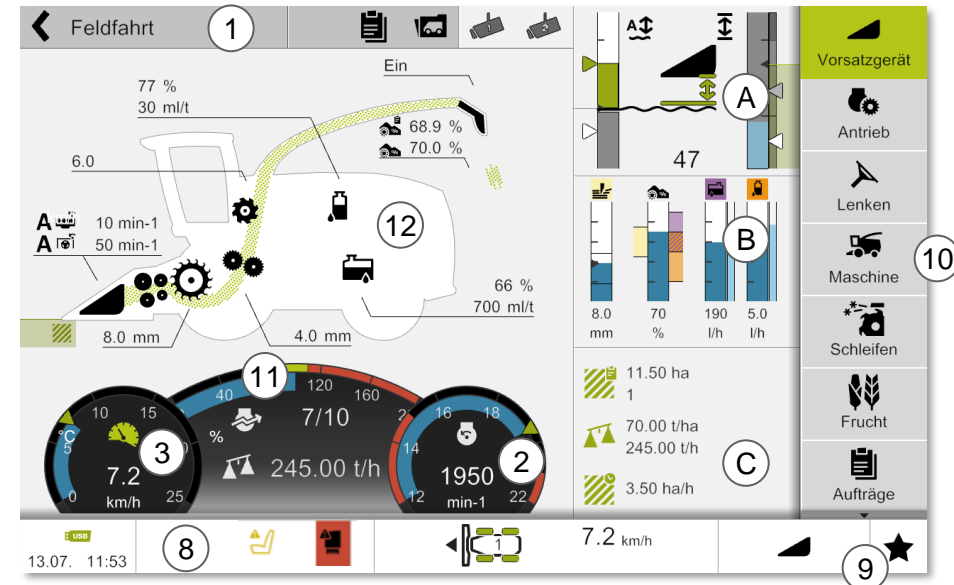 Feldfahrt
1
Ein
77 %
30 ml/t
68.9 %
70.0 %
6.0
A 10 min-1
A 50 min-1
12
66 %
700 ml/t
8.0 mm
4.0 mm
A
A
47
B
8.0 70 190 5.0
mm % l/h l/h
11.50 ha
1
70.00 t/ha
245.00 t/h
3.50 ha/h
C
Vorsatzgerät
Antrieb
Lenken
Maschine
10
Schleifen
Frucht
Aufträge
11
40 120 160
%
7/10
245.00 t/h
°C
0 5 10 15 25
3
7.2
km/h
12 14 16 18 22
2
1950
min-1
USB
13.07. 11:53
8
1
7.2 km/h
9